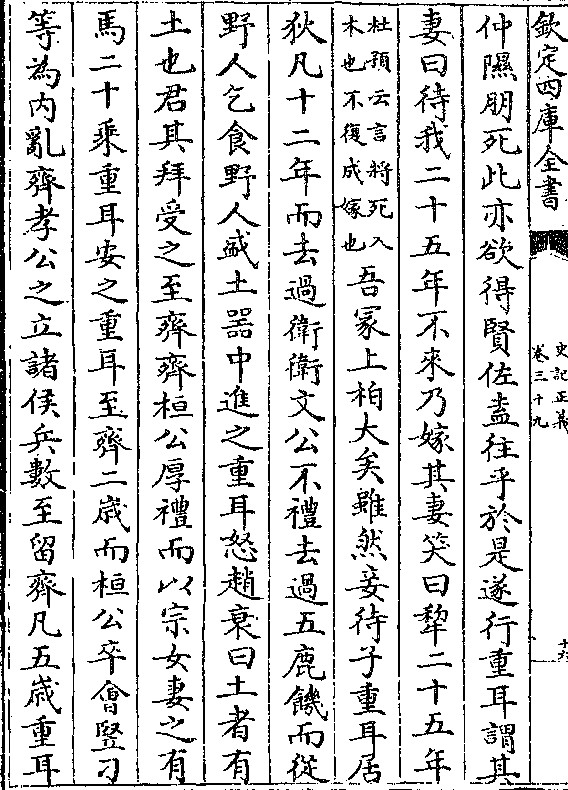 欽定四庫全書
史記正義
卷三十九
十六
仲隰朋死此亦欲得賢佐盍往乎於是遂行重耳謂其
妻曰待我二十五年不來乃嫁其妻笑曰犂二十五年
杜預云言將死入
木也不復成嫁也
吾冢上柏大矣雖然妾待子重耳居
狄凡十二年而去過衛衛文公不禮去過五鹿饑而從
野人乞食野人盛土器中進之重耳怒趙衰曰土者有
土也君其拜受之至齊齊桓公厚禮而以宗女妻之有
馬二十乘重耳安之重耳至齊二歲而桓公卒會豎刁
等為內亂齊孝公之立諸侯兵數至留齊凡五歲重耳